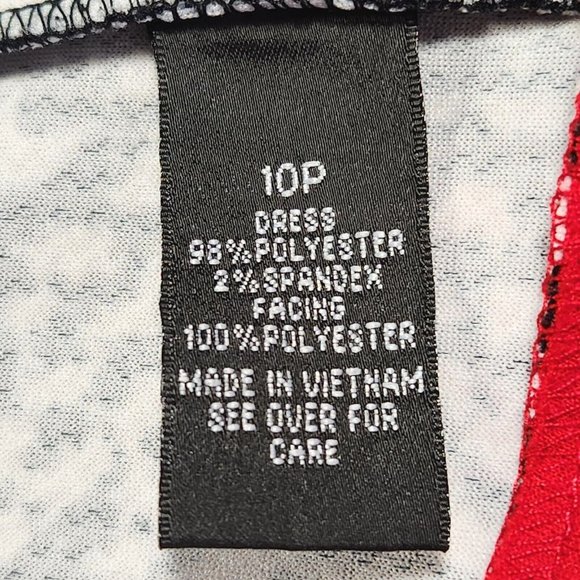 10P
DRESS
98%POLYESTER
2%SPANDEX
FACING
100%POLYESTER
MADE IN VIETNAM
SEE OVER FOR
CARE